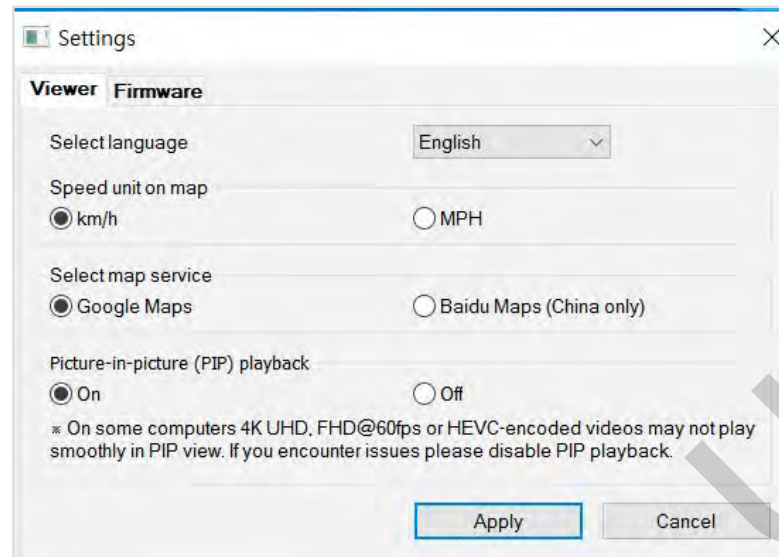 Settings
Viewer Firmware
Select language English
Speed unit on map
km/h MPH
Select map service
Google Maps Baidu Maps (China only)
Picture-in-picture (PIP) playback
On Off
※ On some computers 4K UHD, FHD@60fps or HEVC-encoded videos may not play
smoothly in PIP view. If you encounter issues please disable PIP playback.
Apply Cancel